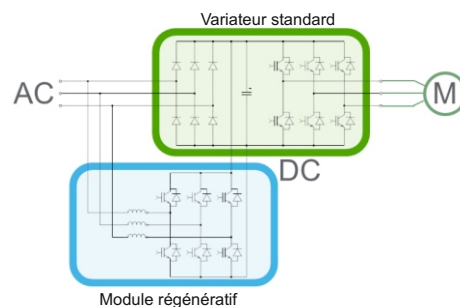 Variateur standard
AC
M
DC
Module régénératif